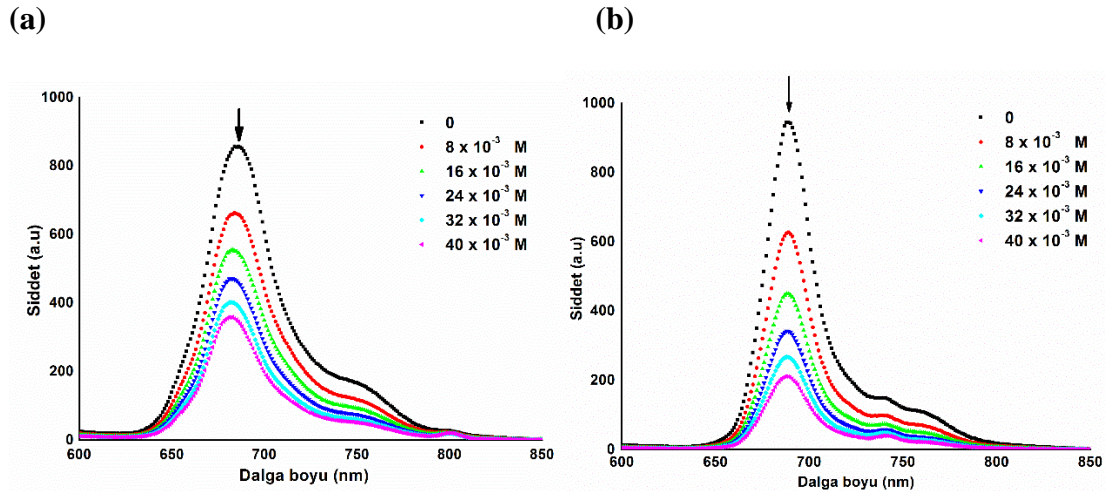 (a)
1000
800
600
400
200
0
600 650 700 750 800 850
Siddet (a.u)
Dalga boyu (nm)
0
8 x 10⁻³ M
16 x 10⁻³ M
24 x 10⁻³ M
32 x 10⁻³ M
40 x 10⁻³ M
(b)
1000
800
600
400
200
0
600 650 700 750 800 850
Siddet (a.u)
Dalga boyu (nm)
0
8 x 10⁻³ M
16 x 10⁻³ M
24 x 10⁻³ M
32 x 10⁻³ M
40 x 10⁻³ M